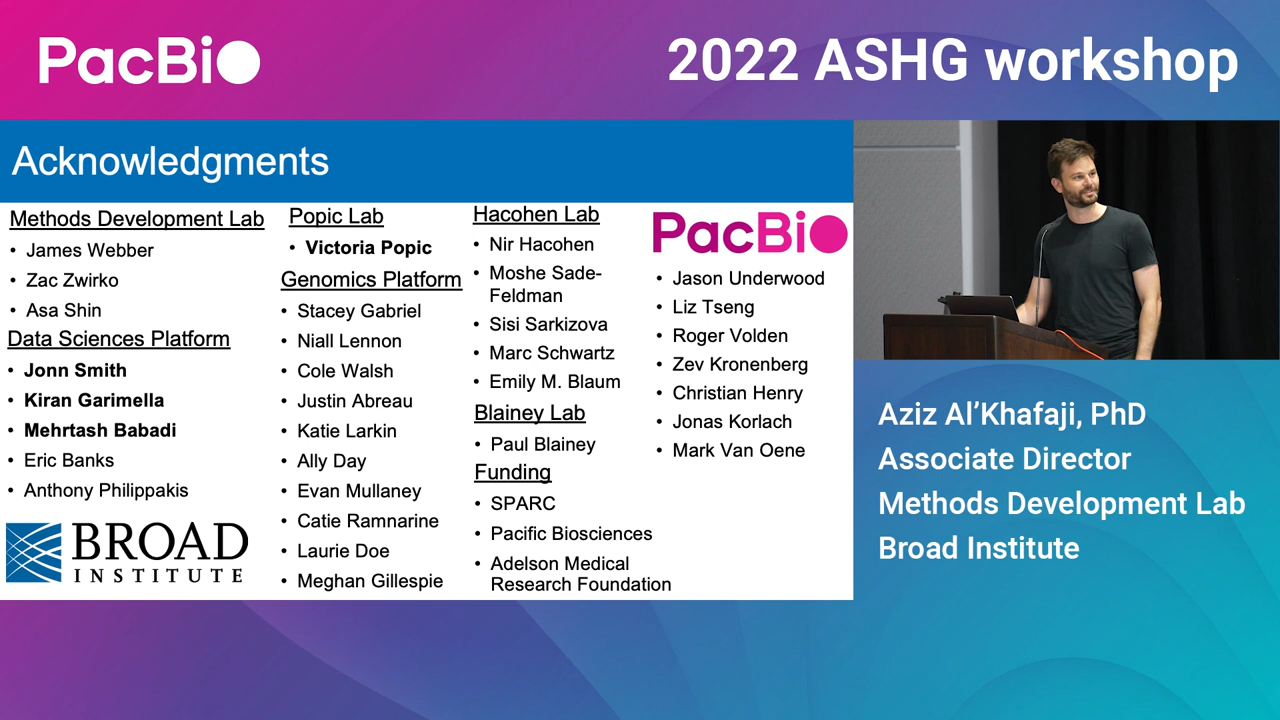 PacBio
2022 ASHG workshop
Acknowledgments
Methods Development Lab
• James Webber
• Zac Zwirko
• Asa Shin
Data Sciences Platform
• Jonn Smith
• Kiran Garimella
• Mehrtash Babadi
• Eric Banks
• Anthony Philippakis
BROAD
INSTITUTE
Popic Lab
• Victoria Popic
Genomics Platform
• Stacey Gabriel
• Niall Lennon
• Cole Walsh
• Justin Abreau
• Katie Larkin
• Ally Day
• Evan Mullaney
• Catie Ramnarine
• Laurie Doe
• Meghan Gillespie
Hacohen Lab
• Nir Hacohen
• Moshe Sade-
Feldman
• Sisi Sarkizova
• Marc Schwartz
• Emily M. Blaum
Blainey Lab
• Paul Blainey
Funding
• SPARC
• Pacific Biosciences
• Adelson Medical
Research Foundation
PacBio
• Jason Underwood
• Liz Tseng
• Roger Volden
• Zev Kronenberg
• Christian Henry
• Jonas Korlach
• Mark Van Oene
Aziz Al’Khafaji, PhD
Associate Director
Methods Development Lab
Broad Institute